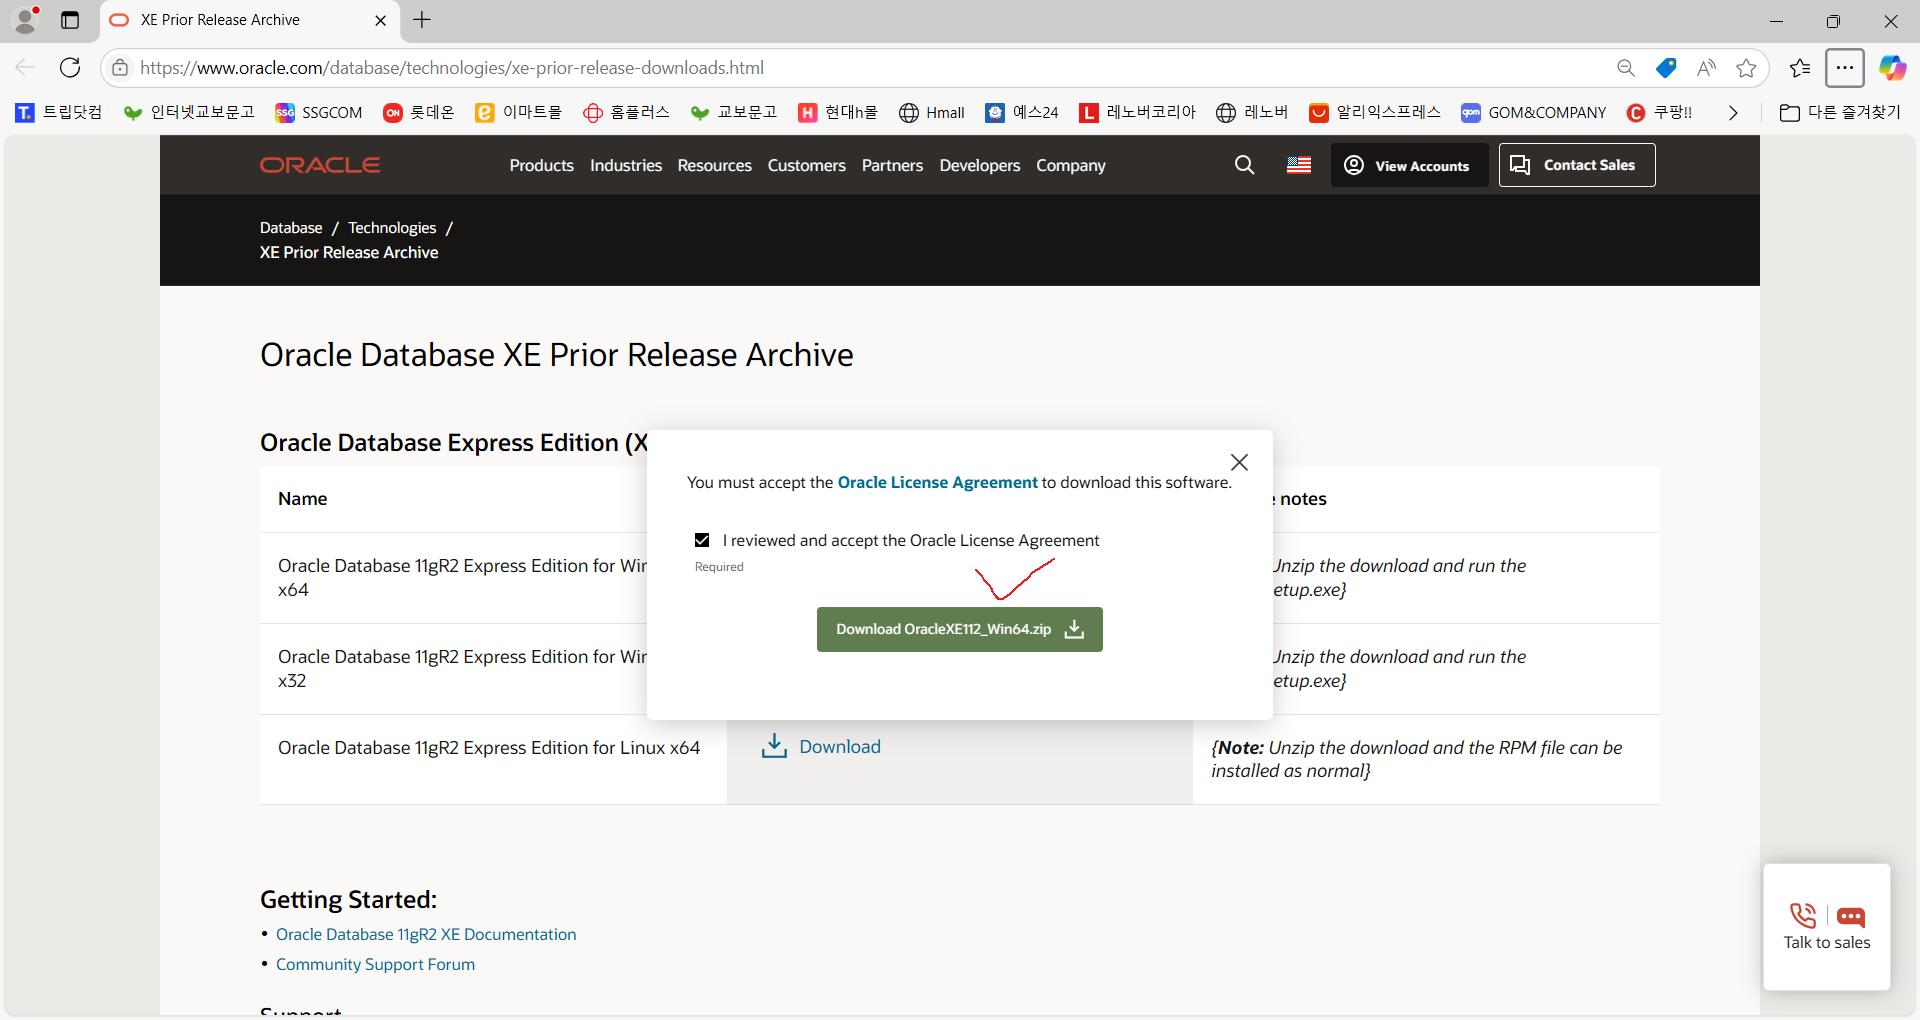 XE Prior Release Archive
https://www.oracle.com/database/technologies/xe-prior-release-downloads.html
트립닷컴 인터넷교보문고 SSG SSGCOM ON 롯데온 이마트몰 홈플러스 교보문고 H 현대h몰 Hmall 예스24 L 레노버코리아 레노버 알리익스프레스 gom GOM&COMPANY C 쿠팡!! 다른 즐겨찾기
ORACLE Products Industries Resources Customers Partners Developers Company View Accounts Contact Sales
Database / Technologies /
XE Prior Release Archive
Oracle Database XE Prior Release Archive
Oracle Database Express Edition (X
You must accept the Oracle License Agreement to download this software.
Name
notes
I reviewed and accept the Oracle License Agreement
Required
Oracle Database 11gR2 Express Edition for Wir
x64
Unzip the download and run the
etup.exe}
Download OracleXE112_Win64.zip
Oracle Database 11gR2 Express Edition for Wir
x32
Unzip the download and run the
etup.exe}
Oracle Database 11gR2 Express Edition for Linux x64
Download
{Note: Unzip the download and the RPM file can be
installed as normal}
Getting Started:
• Oracle Database 11gR2 XE Documentation
• Community Support Forum
Talk to sales
Support